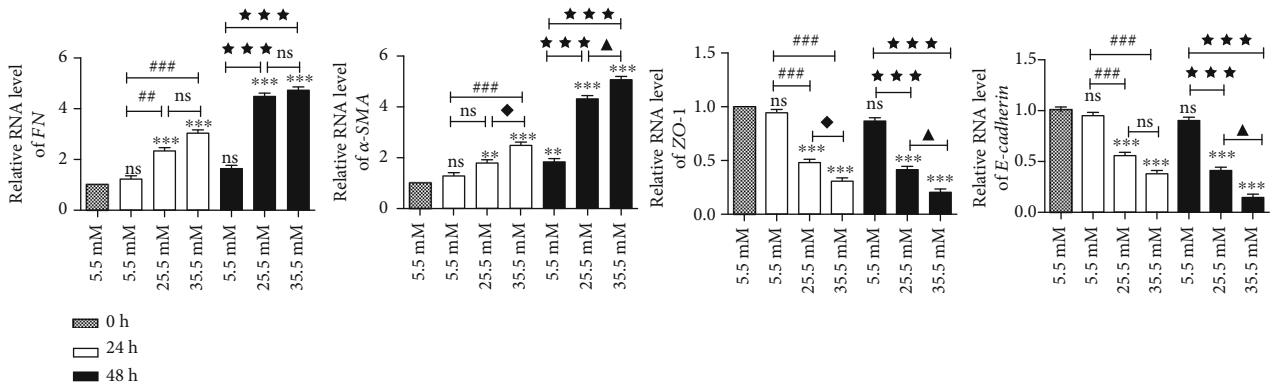 Relative RNA level
of FN
6
4
2
0
★★★
★★★ ns
###
## ns
ns *** *** ns *** ***
5.5 mM
5.5 mM
25.5 mM
35.5 mM
5.5 mM
25.5 mM
35.5 mM
Relative RNA level
of α-SMA
6
4
2
0
★★★
★★★ ▲
###
ns ◆
ns ** *** ** *** ***
5.5 mM
5.5 mM
25.5 mM
35.5 mM
5.5 mM
25.5 mM
35.5 mM
Relative RNA level
of ZO-1
1.5
1.0
0.5
0.0
### ★★★
### ★★★
◆ ▲
ns *** *** ns *** ***
5.5 mM
5.5 mM
25.5 mM
35.5 mM
5.5 mM
25.5 mM
35.5 mM
Relative RNA level
of E-cadherin
1.5
1.0
0.5
0.0
### ★★★
### ★★★
ns ▲
ns *** *** ns *** ***
5.5 mM
5.5 mM
25.5 mM
35.5 mM
5.5 mM
25.5 mM
35.5 mM
0 h
24 h
48 h